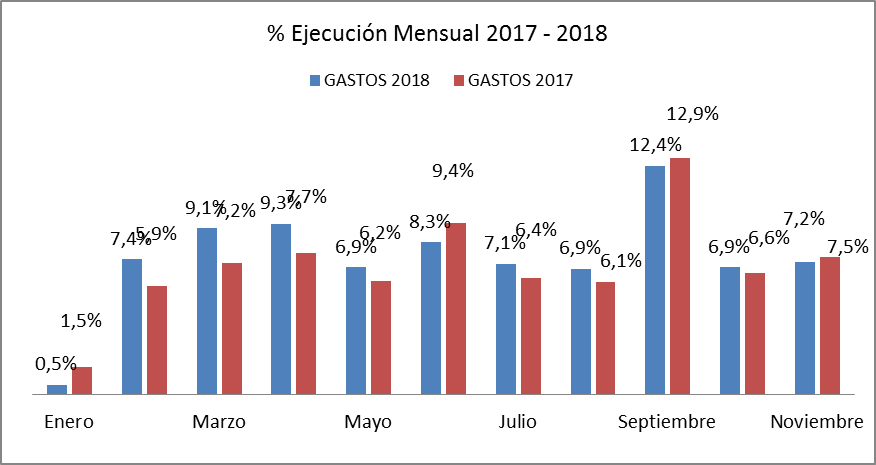 % Ejecución Mensual 2017 - 2018
GASTOS 2018 GASTOS 2017
0,5% 1,5% 7,4% 5,9% 9,1% 7,2% 9,3% 7,7% 6,9% 6,2% 8,3% 9,4% 7,1% 6,4% 6,9% 6,1% 12,4% 12,9% 6,9% 6,6% 7,2% 7,5%
Enero Marzo Mayo Julio Septiembre Noviembre